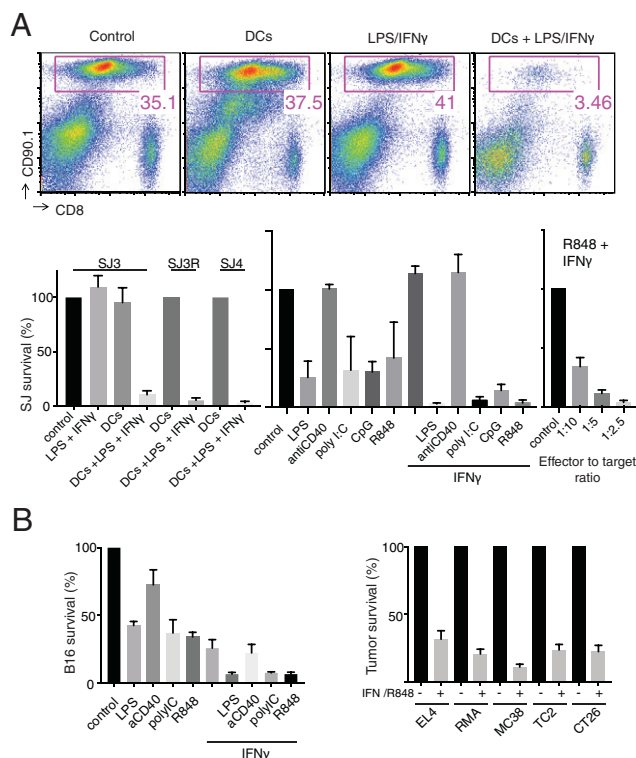 A
Control
DCs
LPS/IFNγ
DCs + LPS/IFNγ
35.1
37.5
41
3.46
CD90.1
CD8
SJ3
SJ3R
SJ4
R848 +
IFNγ
SJ survival (%)
100
50
0
control
LPS + IFNγ
DCs
DCs +LPS + IFNγ
DCs
DCs +LPS + IFNγ
DCs
DCs +LPS + IFNγ
control
LPS
antiCD40
poly I:C
CpG
R848
LPS
antiCD40
poly I:C
CpG
R848
IFNγ
control
1:10
1:5
1:2.5
Effector to target
ratio
B
B16 survival (%)
100
50
0
control
LPS
aCD40
polyIC
R848
LPS
aCD40
polyIC
R848
IFNγ
Tumor survival (%)
100
50
IFN /R848
- + - + - + - + - +
EL4
RMA
MC38
TC2
CT26